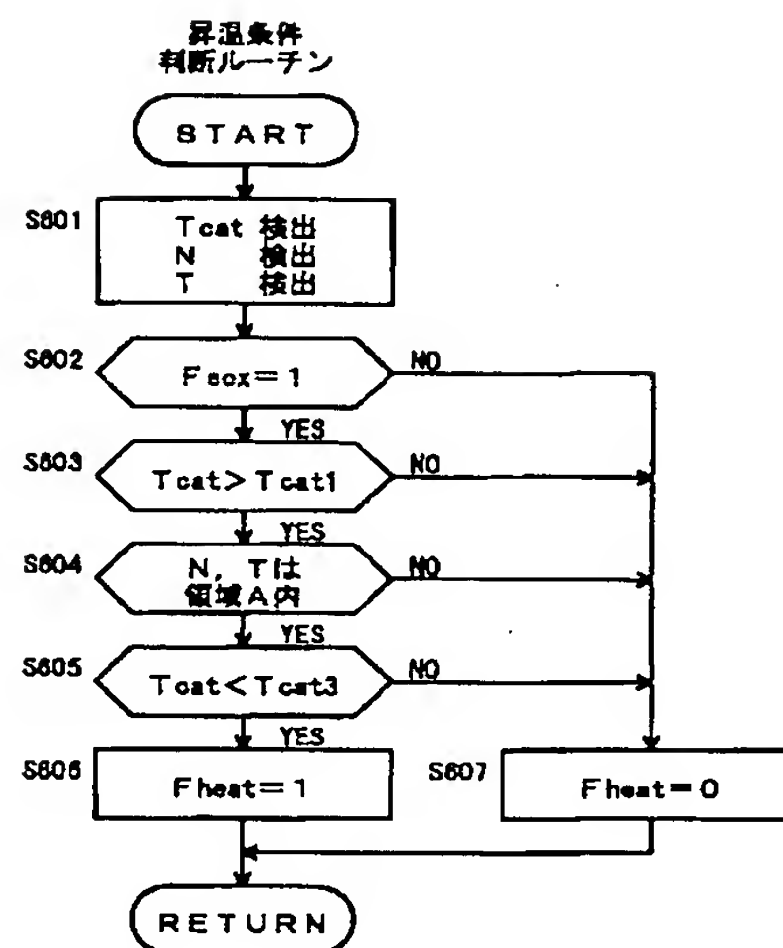 昇温条件
判断ルーチン
START
S601
Tcat 検出
N 検出
T 検出
S602
Fsox=1
NO
YES
S603
Tcat>Tcat1
NO
YES
S604
N, Tは
領域A内
NO
YES
S605
Tcat<Tcat3
NO
YES
S606
Fheat=1
S607
Fheat=0
RETURN